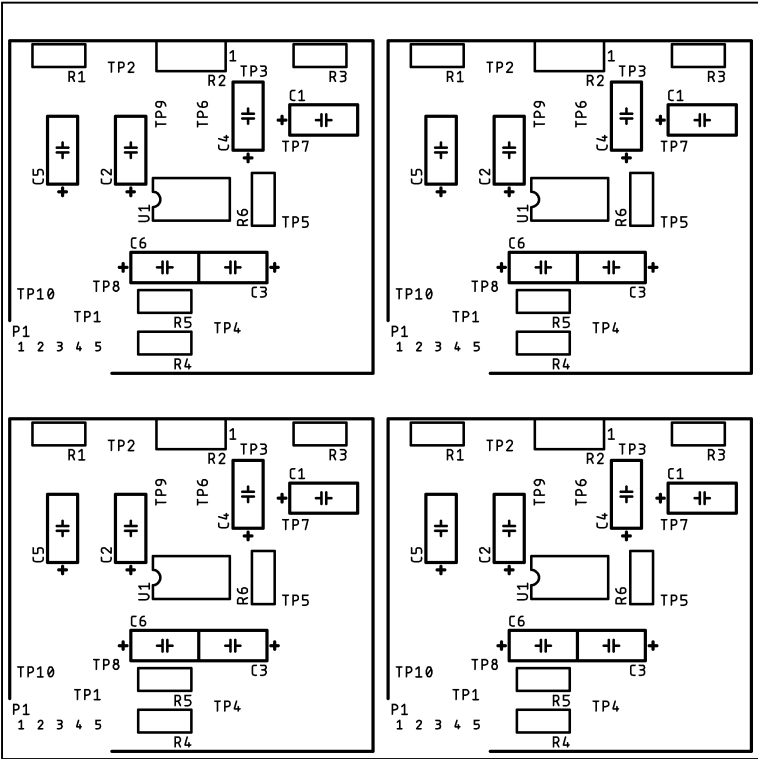 1 1
R1 TP2 R2 TP3 R3 R1 TP2 R2 TP3 R3
C1 C1
TP9 TP6 TP9 TP6
C5 C2 C4 TP7 C5 C2 C4 TP7
U1 R6 TP5 U1 R6 TP5
C6 C6
TP10 TP8 C3 TP10 TP8 C3
TP1 R5 TP4 TP1 R5 TP4
P1 P1
1 2 3 4 5 1 2 3 4 5
R4 R4
1 1
R1 TP2 R2 TP3 R3 R1 TP2 R2 TP3 R3
C1 C1
TP9 TP6 TP9 TP6
C5 C2 C4 TP7 C5 C2 C4 TP7
U1 R6 TP5 U1 R6 TP5
C6 C6
TP10 TP8 C3 TP10 TP8 C3
TP1 R5 TP4 TP1 R5 TP4
P1 P1
1 2 3 4 5 1 2 3 4 5
R4 R4